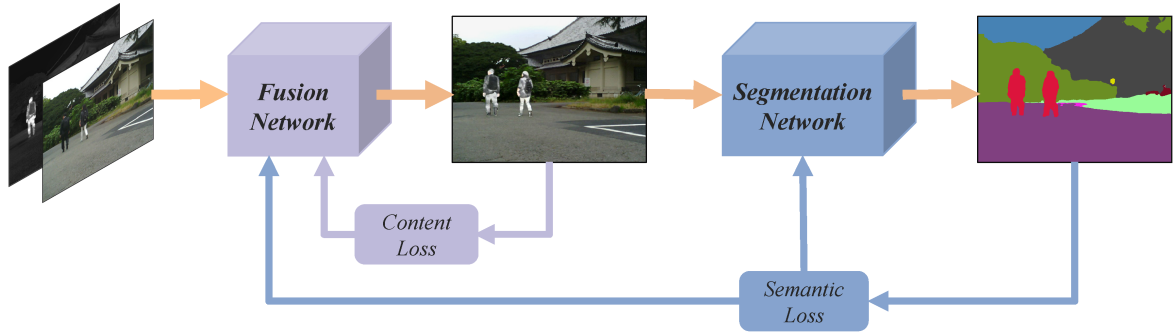 Fusion
Network
Segmentation
Network
Content
Loss
Semantic
Loss